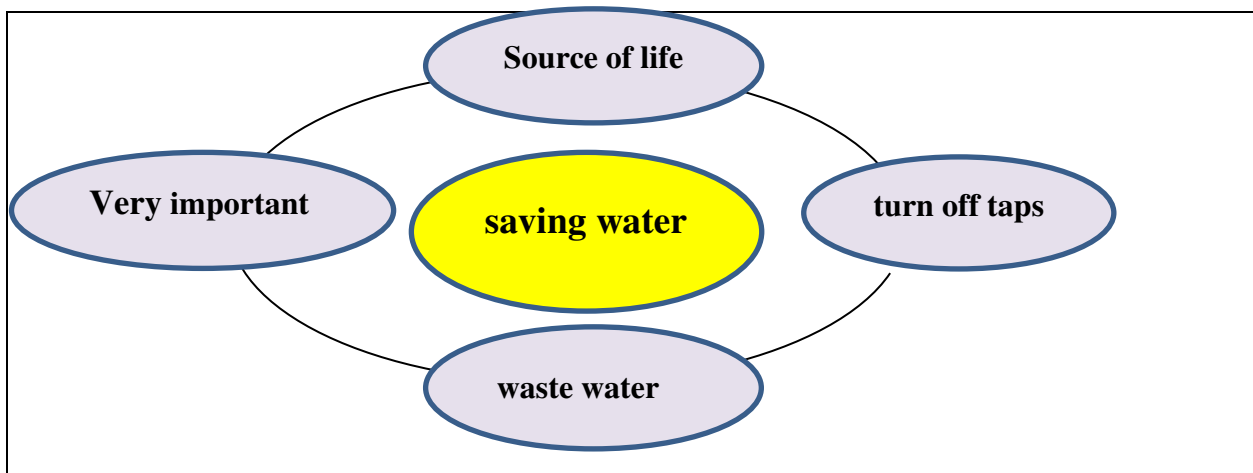 Source of life
Very important
saving water
turn off taps
waste water